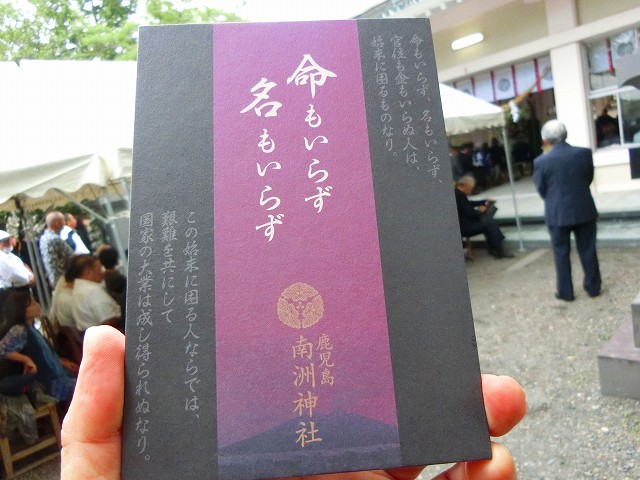 命もいらず、名もいらず、
官位も金もいらぬ人は、
始末に困るものなり。
命もいらず
名もいらず
この始末に困る人ならでは、
艱難を共にして
国家の大業は成し得られぬなり。
鹿児島
南洲神社